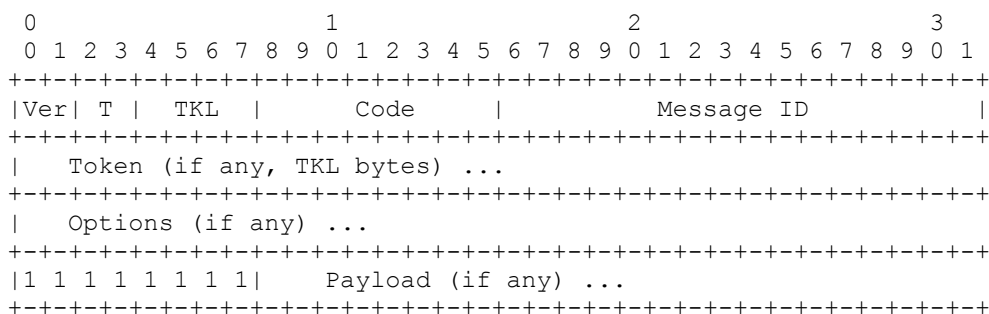 0                   1                   2                   3
 0 1 2 3 4 5 6 7 8 9 0 1 2 3 4 5 6 7 8 9 0 1 2 3 4 5 6 7 8 9 0 1
+-+-+-+-+-+-+-+-+-+-+-+-+-+-+-+-+-+-+-+-+-+-+-+-+-+-+-+-+-+-+-+-+
|Ver| T |  TKL  |      Code     |          Message ID           |
+-+-+-+-+-+-+-+-+-+-+-+-+-+-+-+-+-+-+-+-+-+-+-+-+-+-+-+-+-+-+-+-+
|   Token (if any, TKL bytes) ...
+-+-+-+-+-+-+-+-+-+-+-+-+-+-+-+-+-+-+-+-+-+-+-+-+-+-+-+-+-+-+-+-+
|   Options (if any) ...
+-+-+-+-+-+-+-+-+-+-+-+-+-+-+-+-+-+-+-+-+-+-+-+-+-+-+-+-+-+-+-+-+
|1 1 1 1 1 1 1 1|    Payload (if any) ...
+-+-+-+-+-+-+-+-+-+-+-+-+-+-+-+-+-+-+-+-+-+-+-+-+-+-+-+-+-+-+-+-+